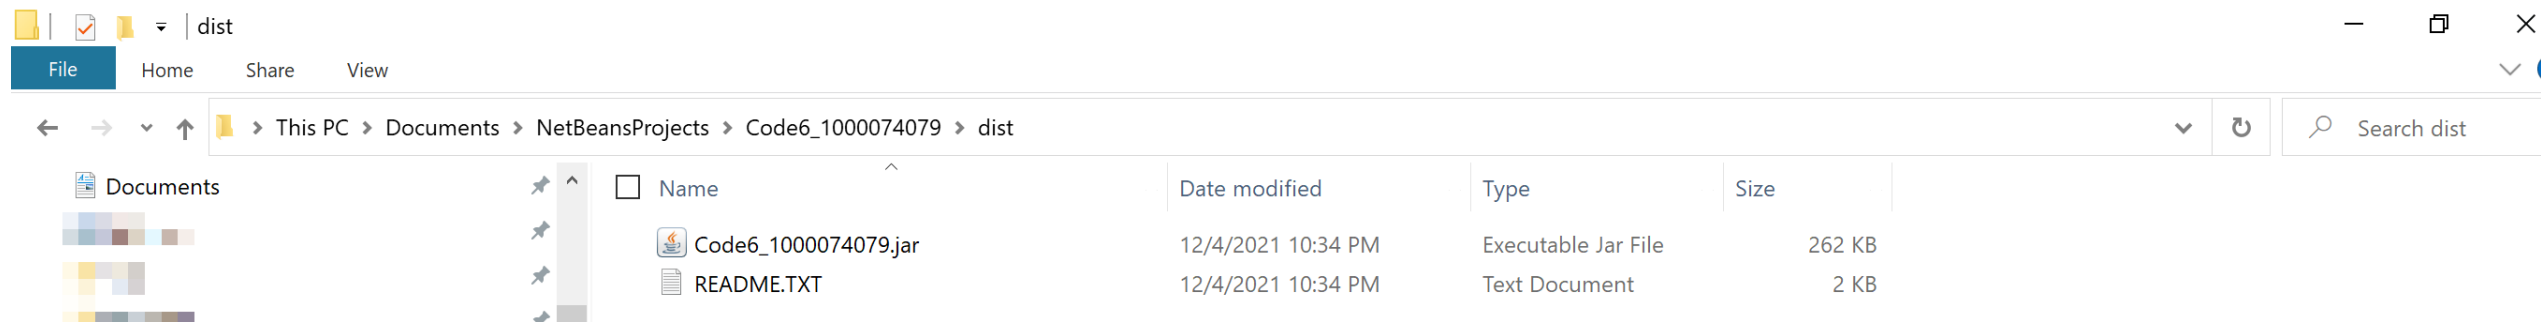 dist
File Home Share View
This PC Documents NetBeansProjects Code6_1000074079 dist Search dist
Documents
Name Date modified Type Size
Code6_1000074079.jar 12/4/2021 10:34 PM Executable Jar File 262 KB
README.TXT 12/4/2021 10:34 PM Text Document 2 KB